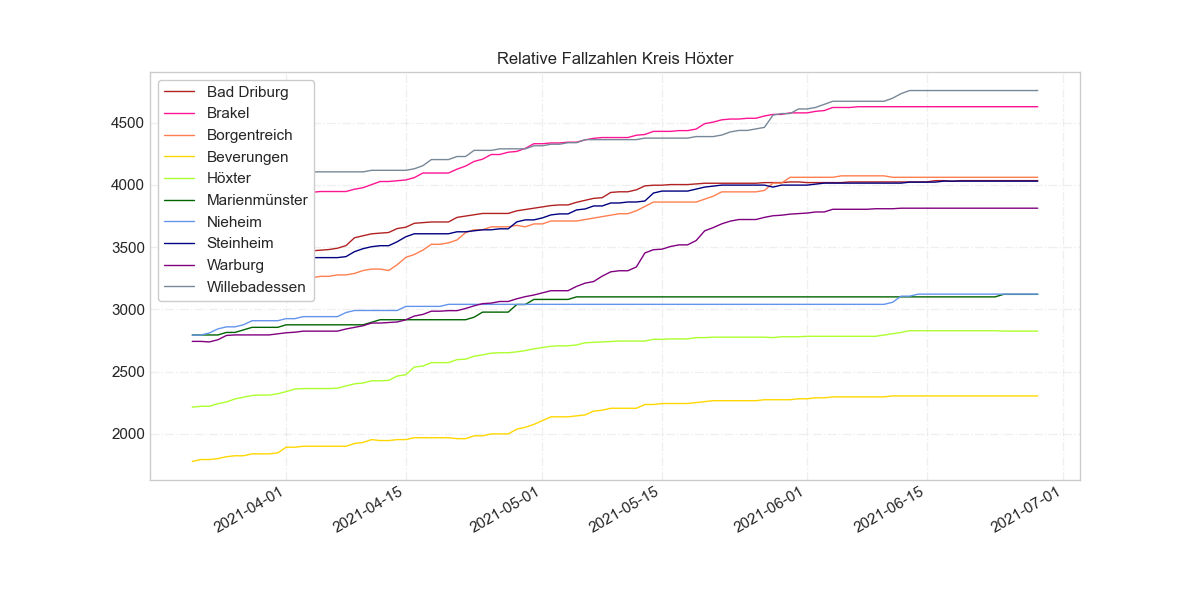 Relative Fallzahlen Kreis Höxter
Bad Driburg
Brakel
Borgentreich
Beverungen
Höxter
Marienmünster
Nieheim
Steinheim
Warburg
Willebadessen
4500
4000
3500
3000
2500
2000
2021-04-01
2021-04-15
2021-05-01
2021-05-15
2021-06-01
2021-06-15
2021-07-01